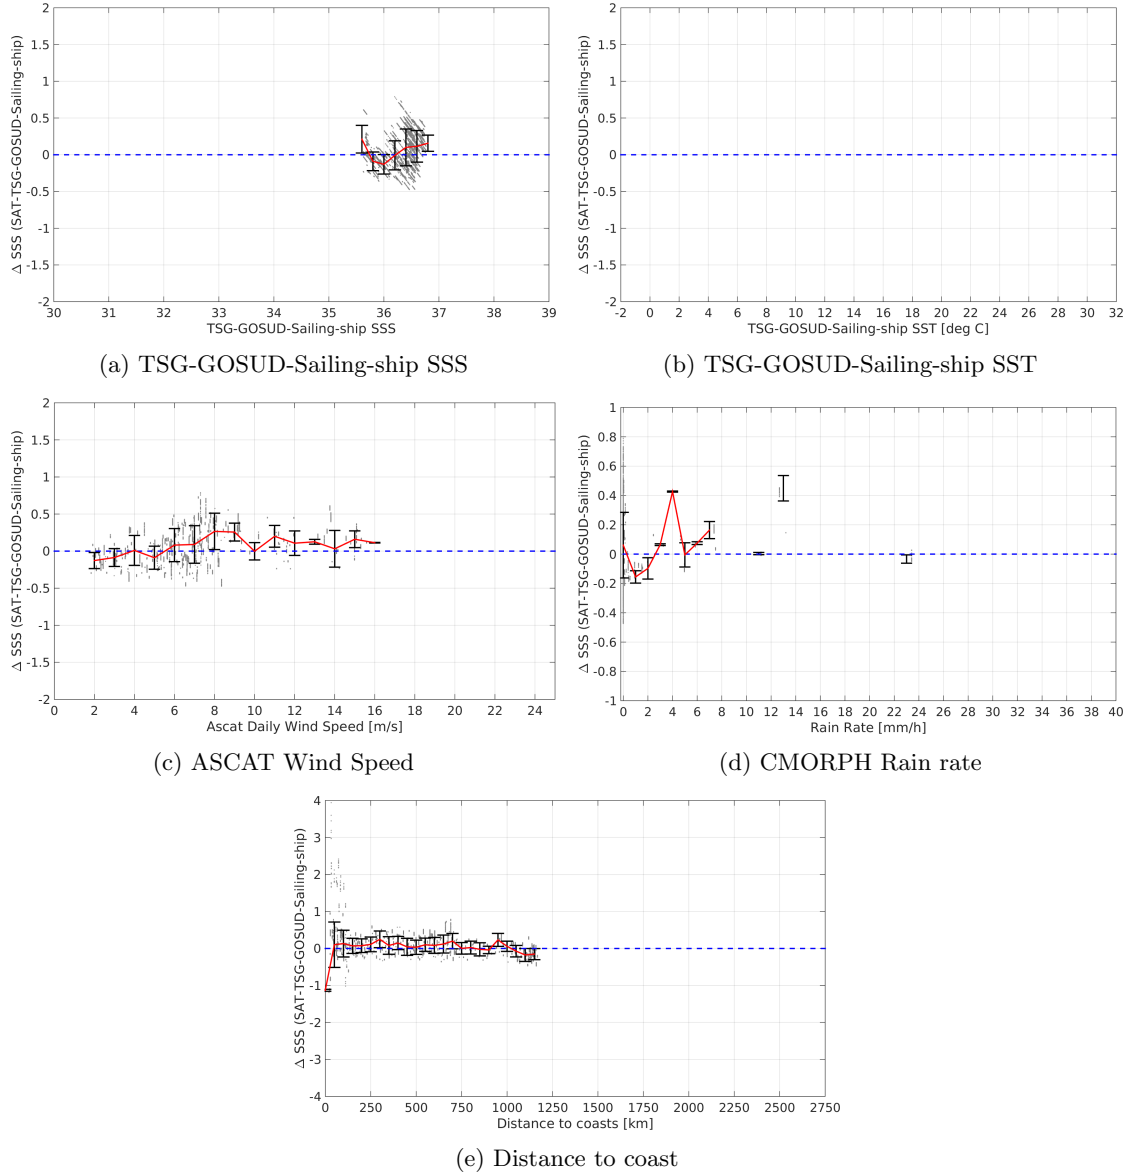 2
1.5
1
0.5
0
-0.5
-1
-1.5
-2
30 31 32 33 34 35 36 37 38 39
Δ SSS (SAT-TSG-GOSUD-Sailing-ship)
TSG-GOSUD-Sailing-ship SSS
(a) TSG-GOSUD-Sailing-ship SSS
2
1.5
1
0.5
0
-0.5
-1
-1.5
-2
-2 0 2 4 6 8 10 12 14 16 18 20 22 24 26 28 30 32
Δ SSS (SAT-TSG-GOSUD-Sailing-ship)
TSG-GOSUD-Sailing-ship SST [deg C]
(b) TSG-GOSUD-Sailing-ship SST
2
1.5
1
0.5
0
-0.5
-1
-1.5
-2
0 2 4 6 8 10 12 14 16 18 20 22 24
Δ SSS (SAT-TSG-GOSUD-Sailing-ship)
Ascat Daily Wind Speed [m/s]
(c) ASCAT Wind Speed
1
0.8
0.6
0.4
0.2
0
-0.2
-0.4
-0.6
-0.8
-1
0 2 4 6 8 10 12 14 16 18 20 22 24 26 28 30 32 34 36 38 40
Δ SSS (SAT-TSG-GOSUD-Sailing-ship)
Rain Rate [mm/h]
(d) CMORPH Rain rate
4
3
2
1
0
-1
-2
-3
-4
0 250 500 750 1000 1250 1500 1750 2000 2250 2500 2750
Δ SSS (SAT-TSG-GOSUD-Sailing-ship)
Distance to coasts [km]
(e) Distance to coast